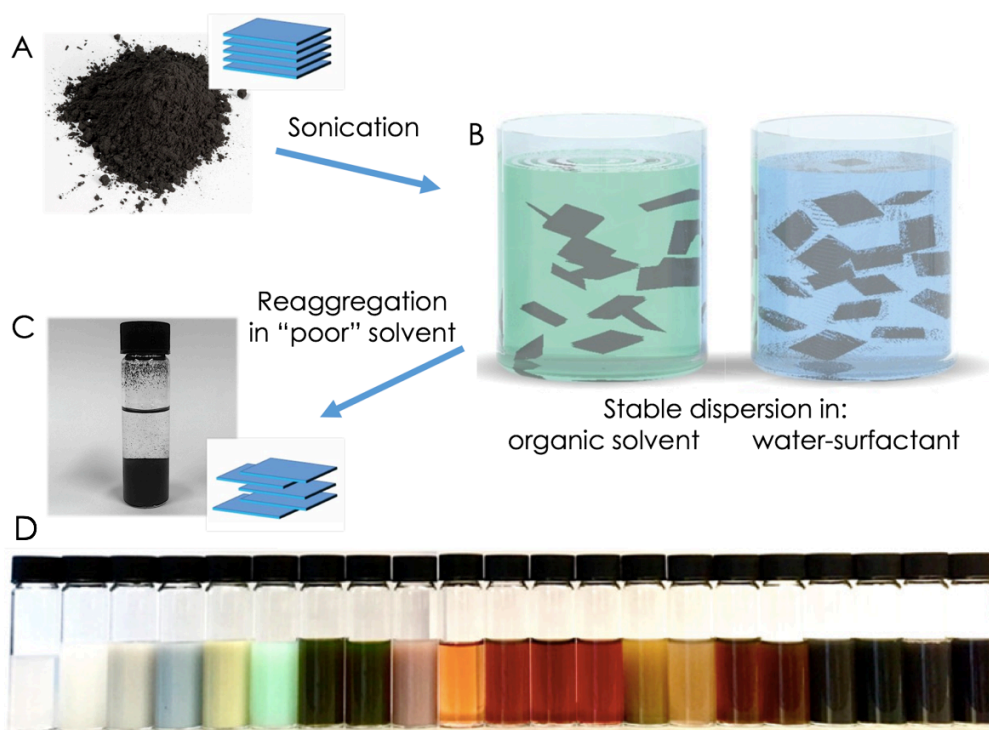 A
Sonication
B
Reaggregation
in “poor” solvent
C
Stable dispersion in:
organic solvent water-surfactant
D